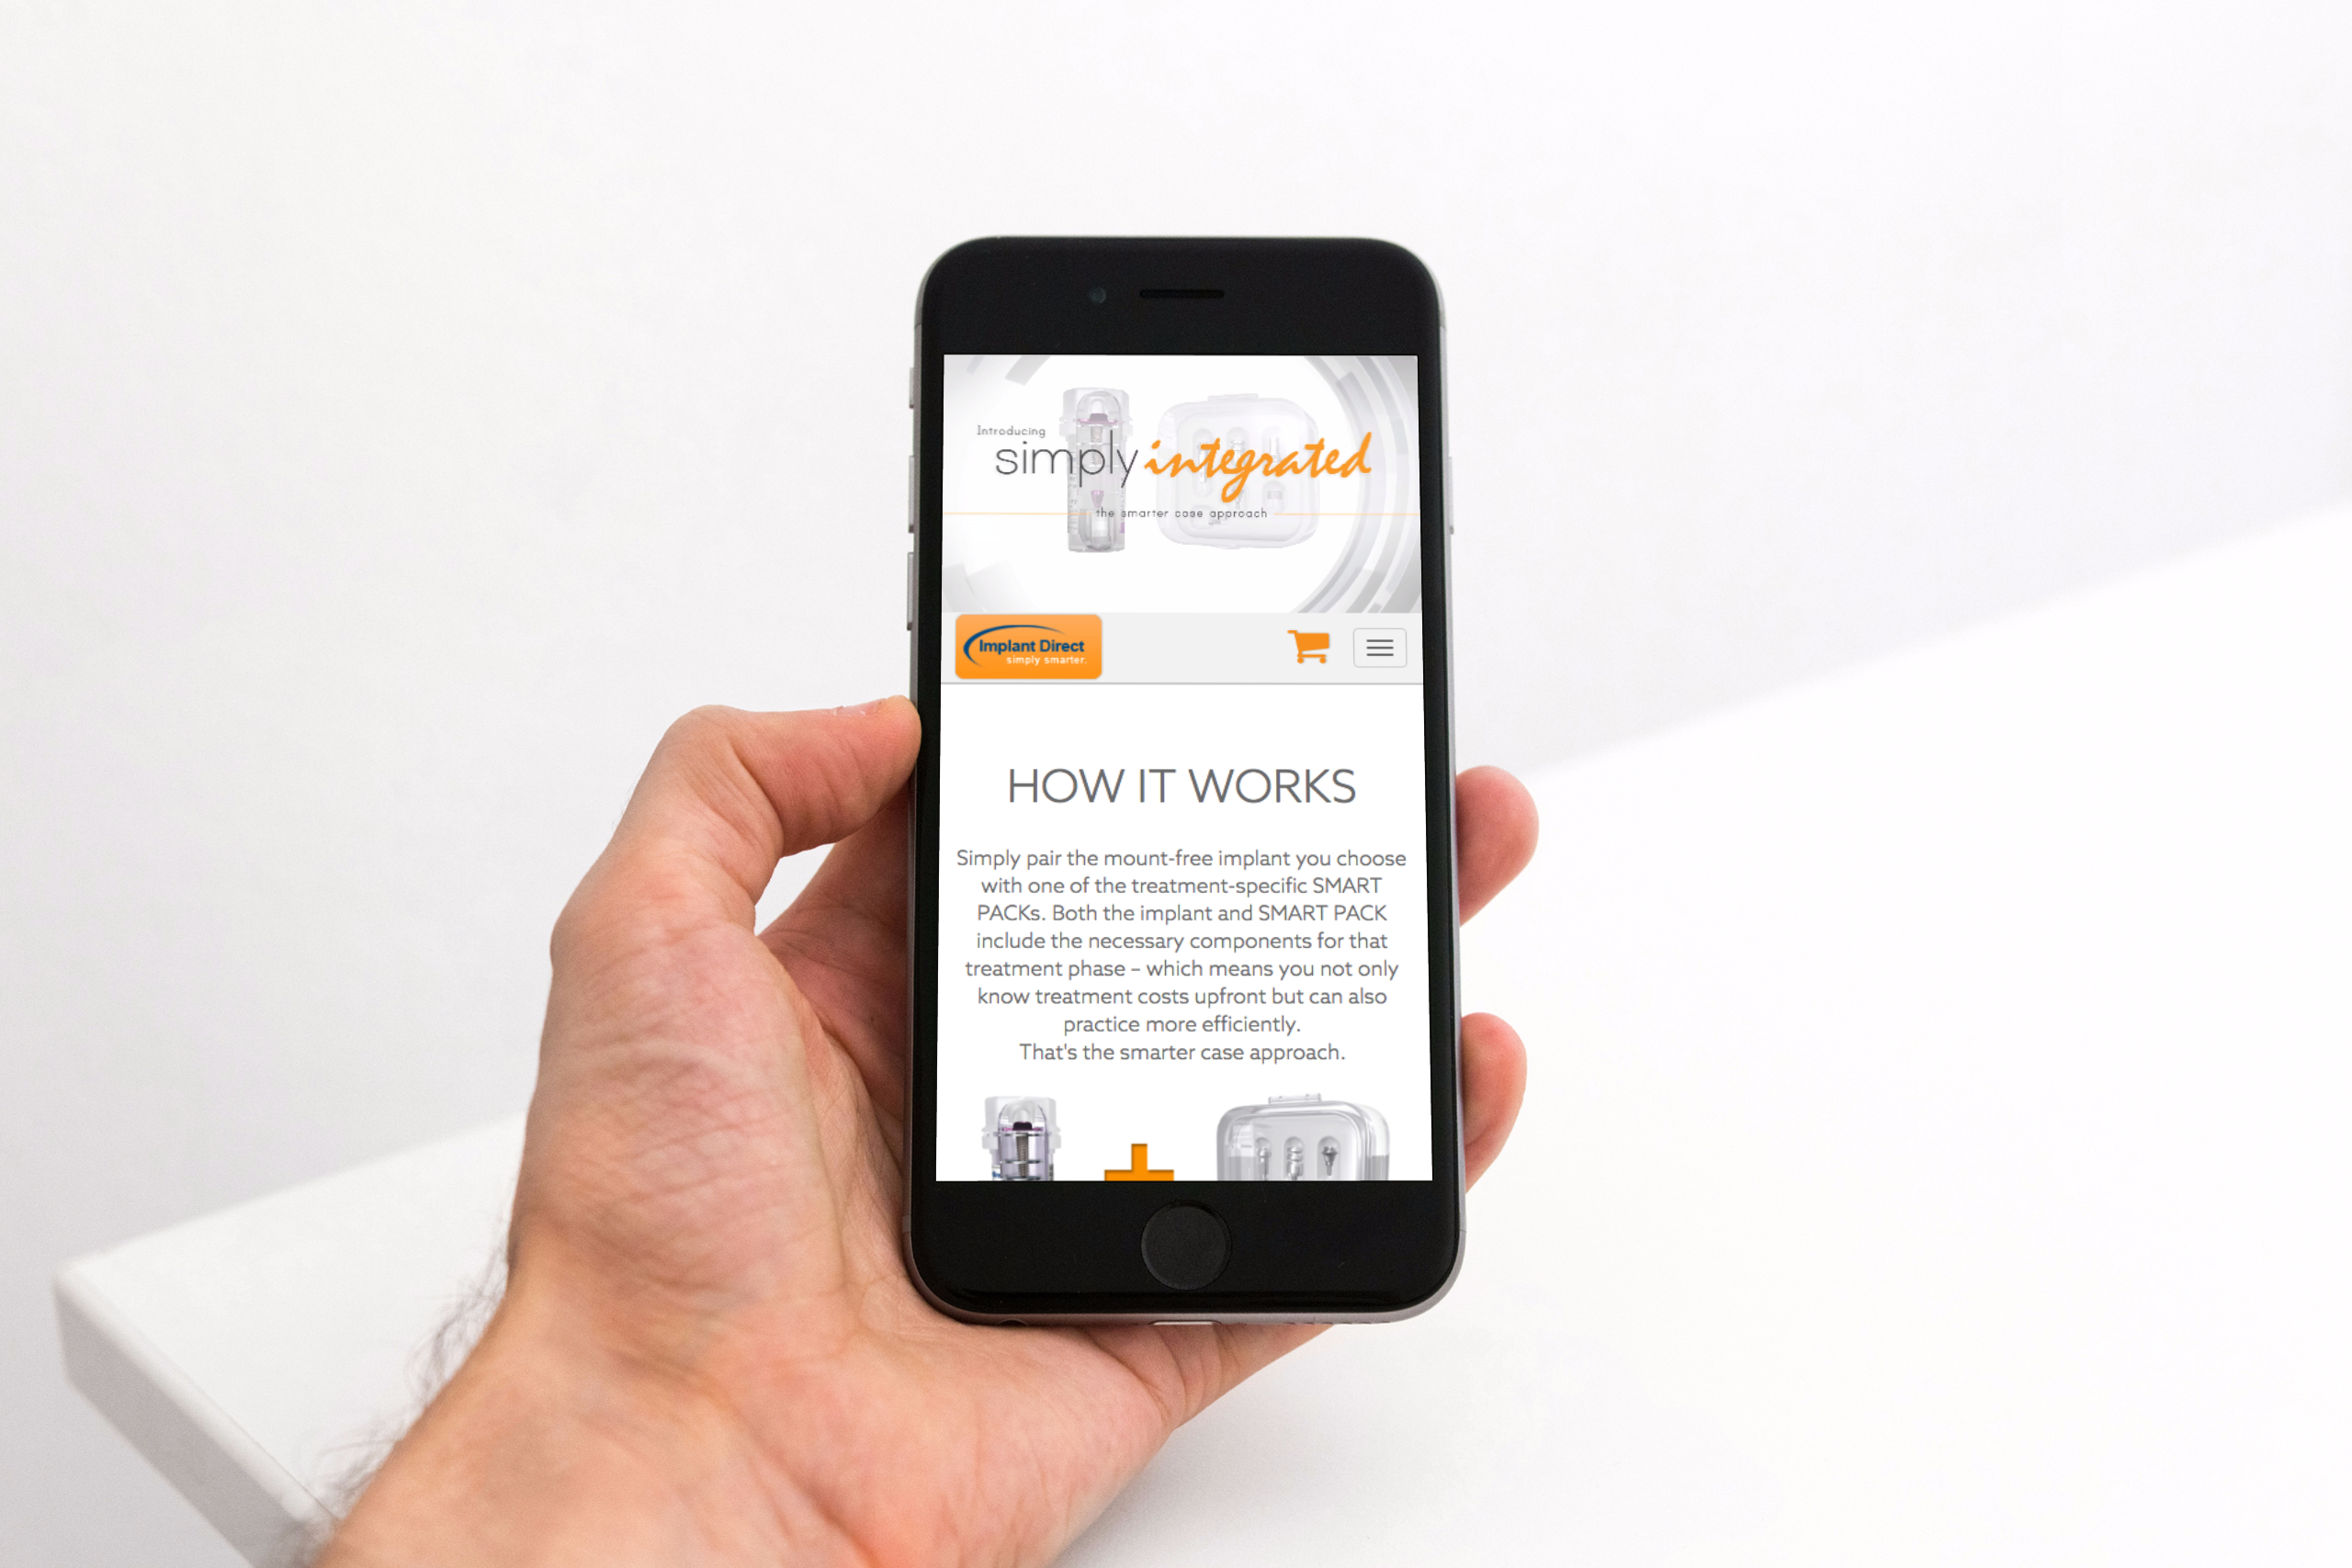 Introducing
simply integrated
the smarter case approach
Implant Direct
simply smarter.
HOW IT WORKS
Simply pair the mount-free implant you choose
with one of the treatment-specific SMART
PACKs. Both the implant and SMART PACK
include the necessary components for that
treatment phase – which means you not only
know treatment costs upfront but can also
practice more efficiently.
That's the smarter case approach.